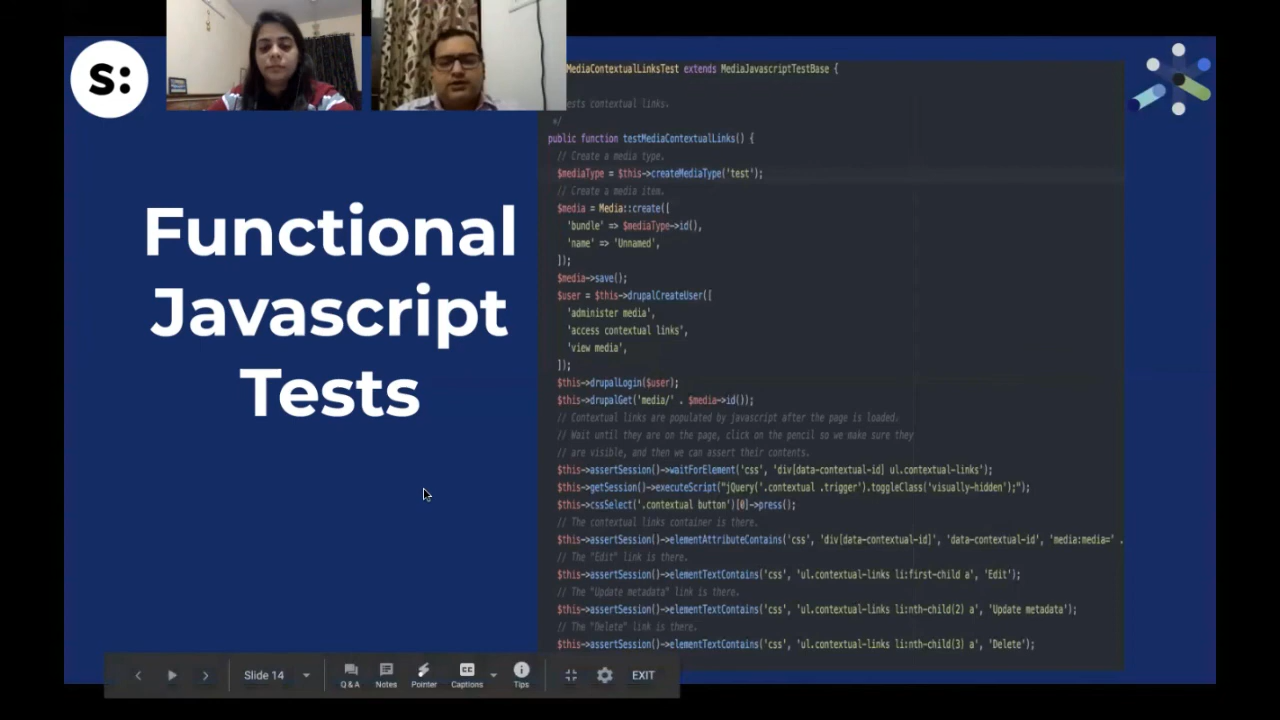 S:
MediaContextualLinksTest extends MediaJavascriptTestBase {
ests contextual links.
*/
public function testMediaContextualLinks() {
// Create a media type.
$mediaType = $this->createMediaType('test');
// Create a media item.
$media = Media::create([
'bundle' => $mediaType->id(),
'name' => 'Unnamed',
]);
$media->save();
$user = $this->drupalCreateUser([
'administer media',
'access contextual links',
'view media',
]);
$this->drupalLogin($user);
$this->drupalGet('media/' . $media->id());
// Contextual links are populated by javascript after the page is loaded.
// Wait until they are on the page, click on the pencil so we make sure they
// are visible, and then we can assert their contents.
$this->assertSession()->waitForElement('css', 'div[data-contextual-id] ul.contextual-links');
$this->getSession()->executeScript("jQuery('.contextual .trigger').toggleClass('visually-hidden');");
$this->cssSelect('.contextual button')[0]->press();
// The contextual links container is there.
$this->assertSession()->elementAttributeContains('css', 'div[data-contextual-id]', 'data-contextual-id', 'media:media=' .
// The "Edit" link is there.
$this->assertSession()->elementTextContains('css', 'ul.contextual-links li:first-child a', 'Edit');
// The "Update metadata" link is there.
$this->assertSession()->elementTextContains('css', 'ul.contextual-links li:nth-child(2) a', 'Update metadata');
// The "Delete" link is there.
$this->assertSession()->elementTextContains('css', 'ul.contextual-links li:nth-child(3) a', 'Delete');
Functional
Javascript
Tests
Slide 14
Q & A
Notes
Pointer
CC
Captions
Tips
EXIT